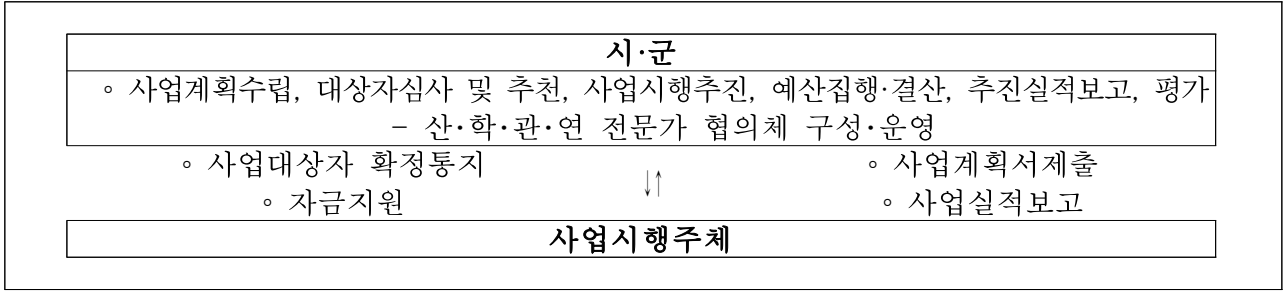 시·군
◦ 사업계획수립, 대상자심사 및 추천, 사업시행추진, 예산집행·결산, 추진실적보고, 평가
- 산·학·관·연 전문가 협의체 구성·운영
◦ 사업대상자 확정통지 ◦ 사업계획서제출
↓↑
◦ 자금지원 ◦ 사업실적보고
사업시행주체